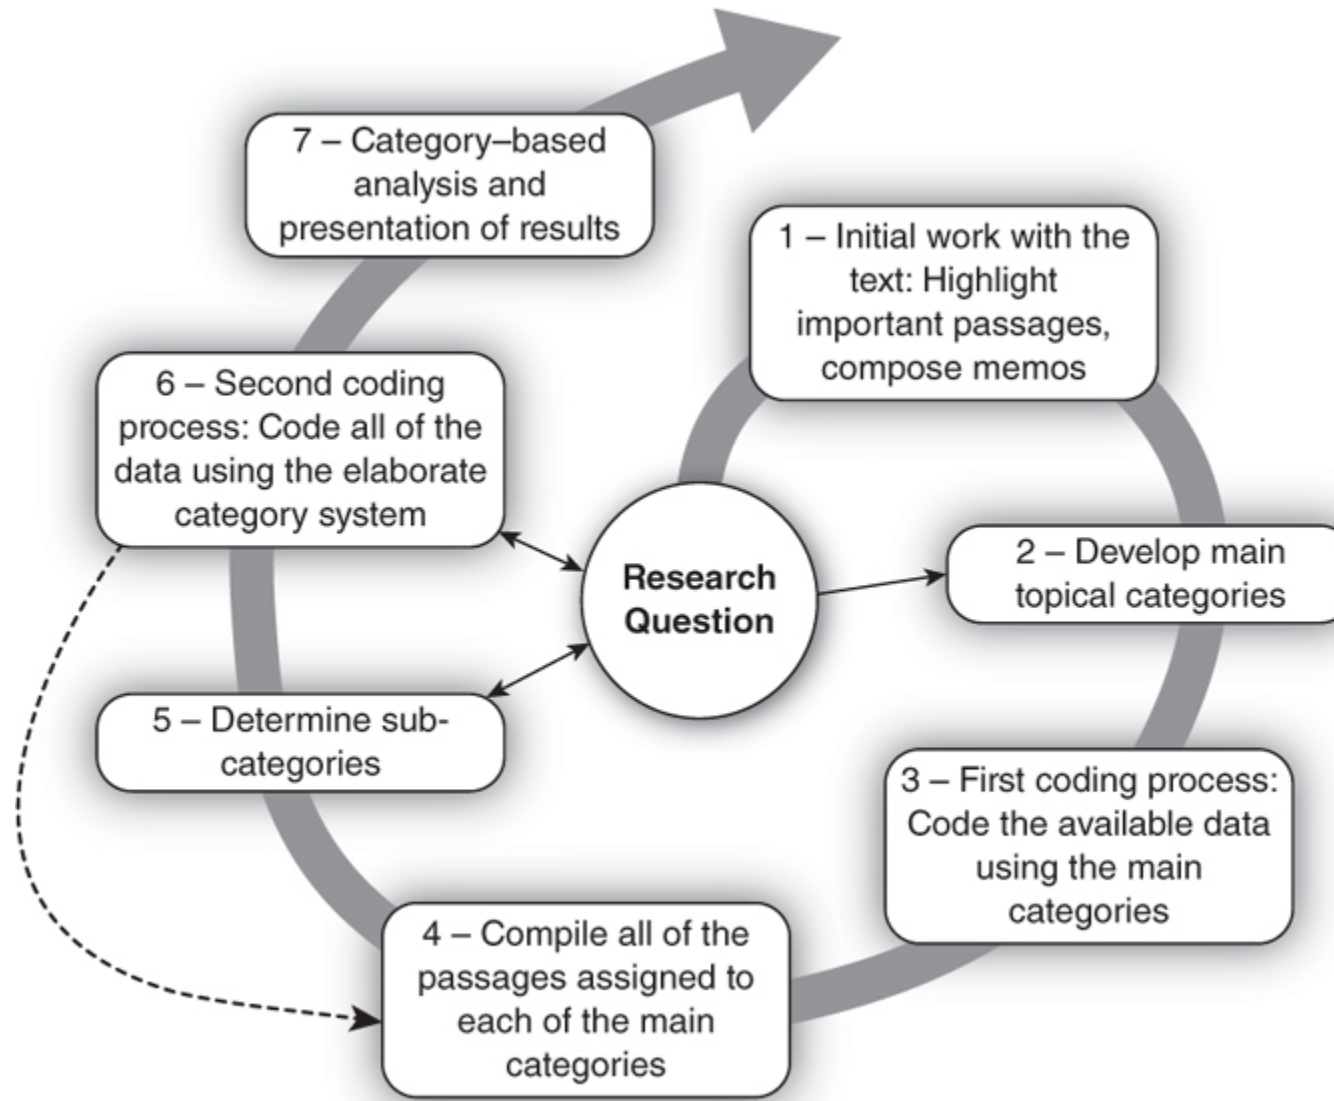 7 – Category–based
analysis and
presentation of results
1 – Initial work with the
text: Highlight
important passages,
compose memos
6 – Second coding
process: Code all of the
data using the elaborate
category system
Research
Question
2 – Develop main
topical categories
5 – Determine sub-
categories
3 – First coding process:
Code the available data
using the main
categories
4 – Compile all of the
passages assigned to
each of the main
categories